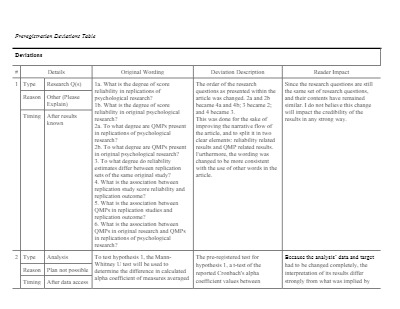 Preregistration Deviations Table
Deviations
# Details Original Wording Deviation Description Reader Impact
1 Type Research Q(s)
Reason Other (Please
Explain)
Timing After results
known
1a. What is the degree of score
reliability in replications of
psychological research?
1b. What is the degree of score
reliability in original psychological
research?
2a. To what degree are QMPs present
in replications of psychological
research?
2b. To what degree are QMPs present
in original psychological research?
3. To what degree do reliability
estimates differ between replication
sets of the same original study?
4. What is the association between
replication study score reliability and
replication outcome?
5. What is the association between
QMPs in replication studies and
replication outcome?
6. What is the association between
QMPs in original research and QMPs
in replications of psychological
research?
The order of the research
questions as presented within the
article was changed. 2a and 2b
became 4a and 4b; 3 became 2;
and 4 became 3.
This was done for the sake of
improving the narrative flow of
the article, and to split it in two
clear elements: reliability related
results and QMP related results.
Furthermore, the wording was
changed to be more consistent
with the use of other words in the
article.
Since the research questions are still
the same set of research questions,
and their contents have remained
similar. I do not believe this change
will impact the credibility of the
results in any strong way.
2 Type Analysis
Reason Plan not possible
Timing After data access
To test hypothesis 1, the Mann-
Whitney U test will be used to
determine the difference in calculated
alpha coefficient of measures averaged
The pre-registered test for
hypothesis 1, a t-test of the
reported Cronbach's alpha
coefficient values between
Because the analysis' data and target
had to be changed completely, the
interpretation of its results differ
strongly from what was implied by